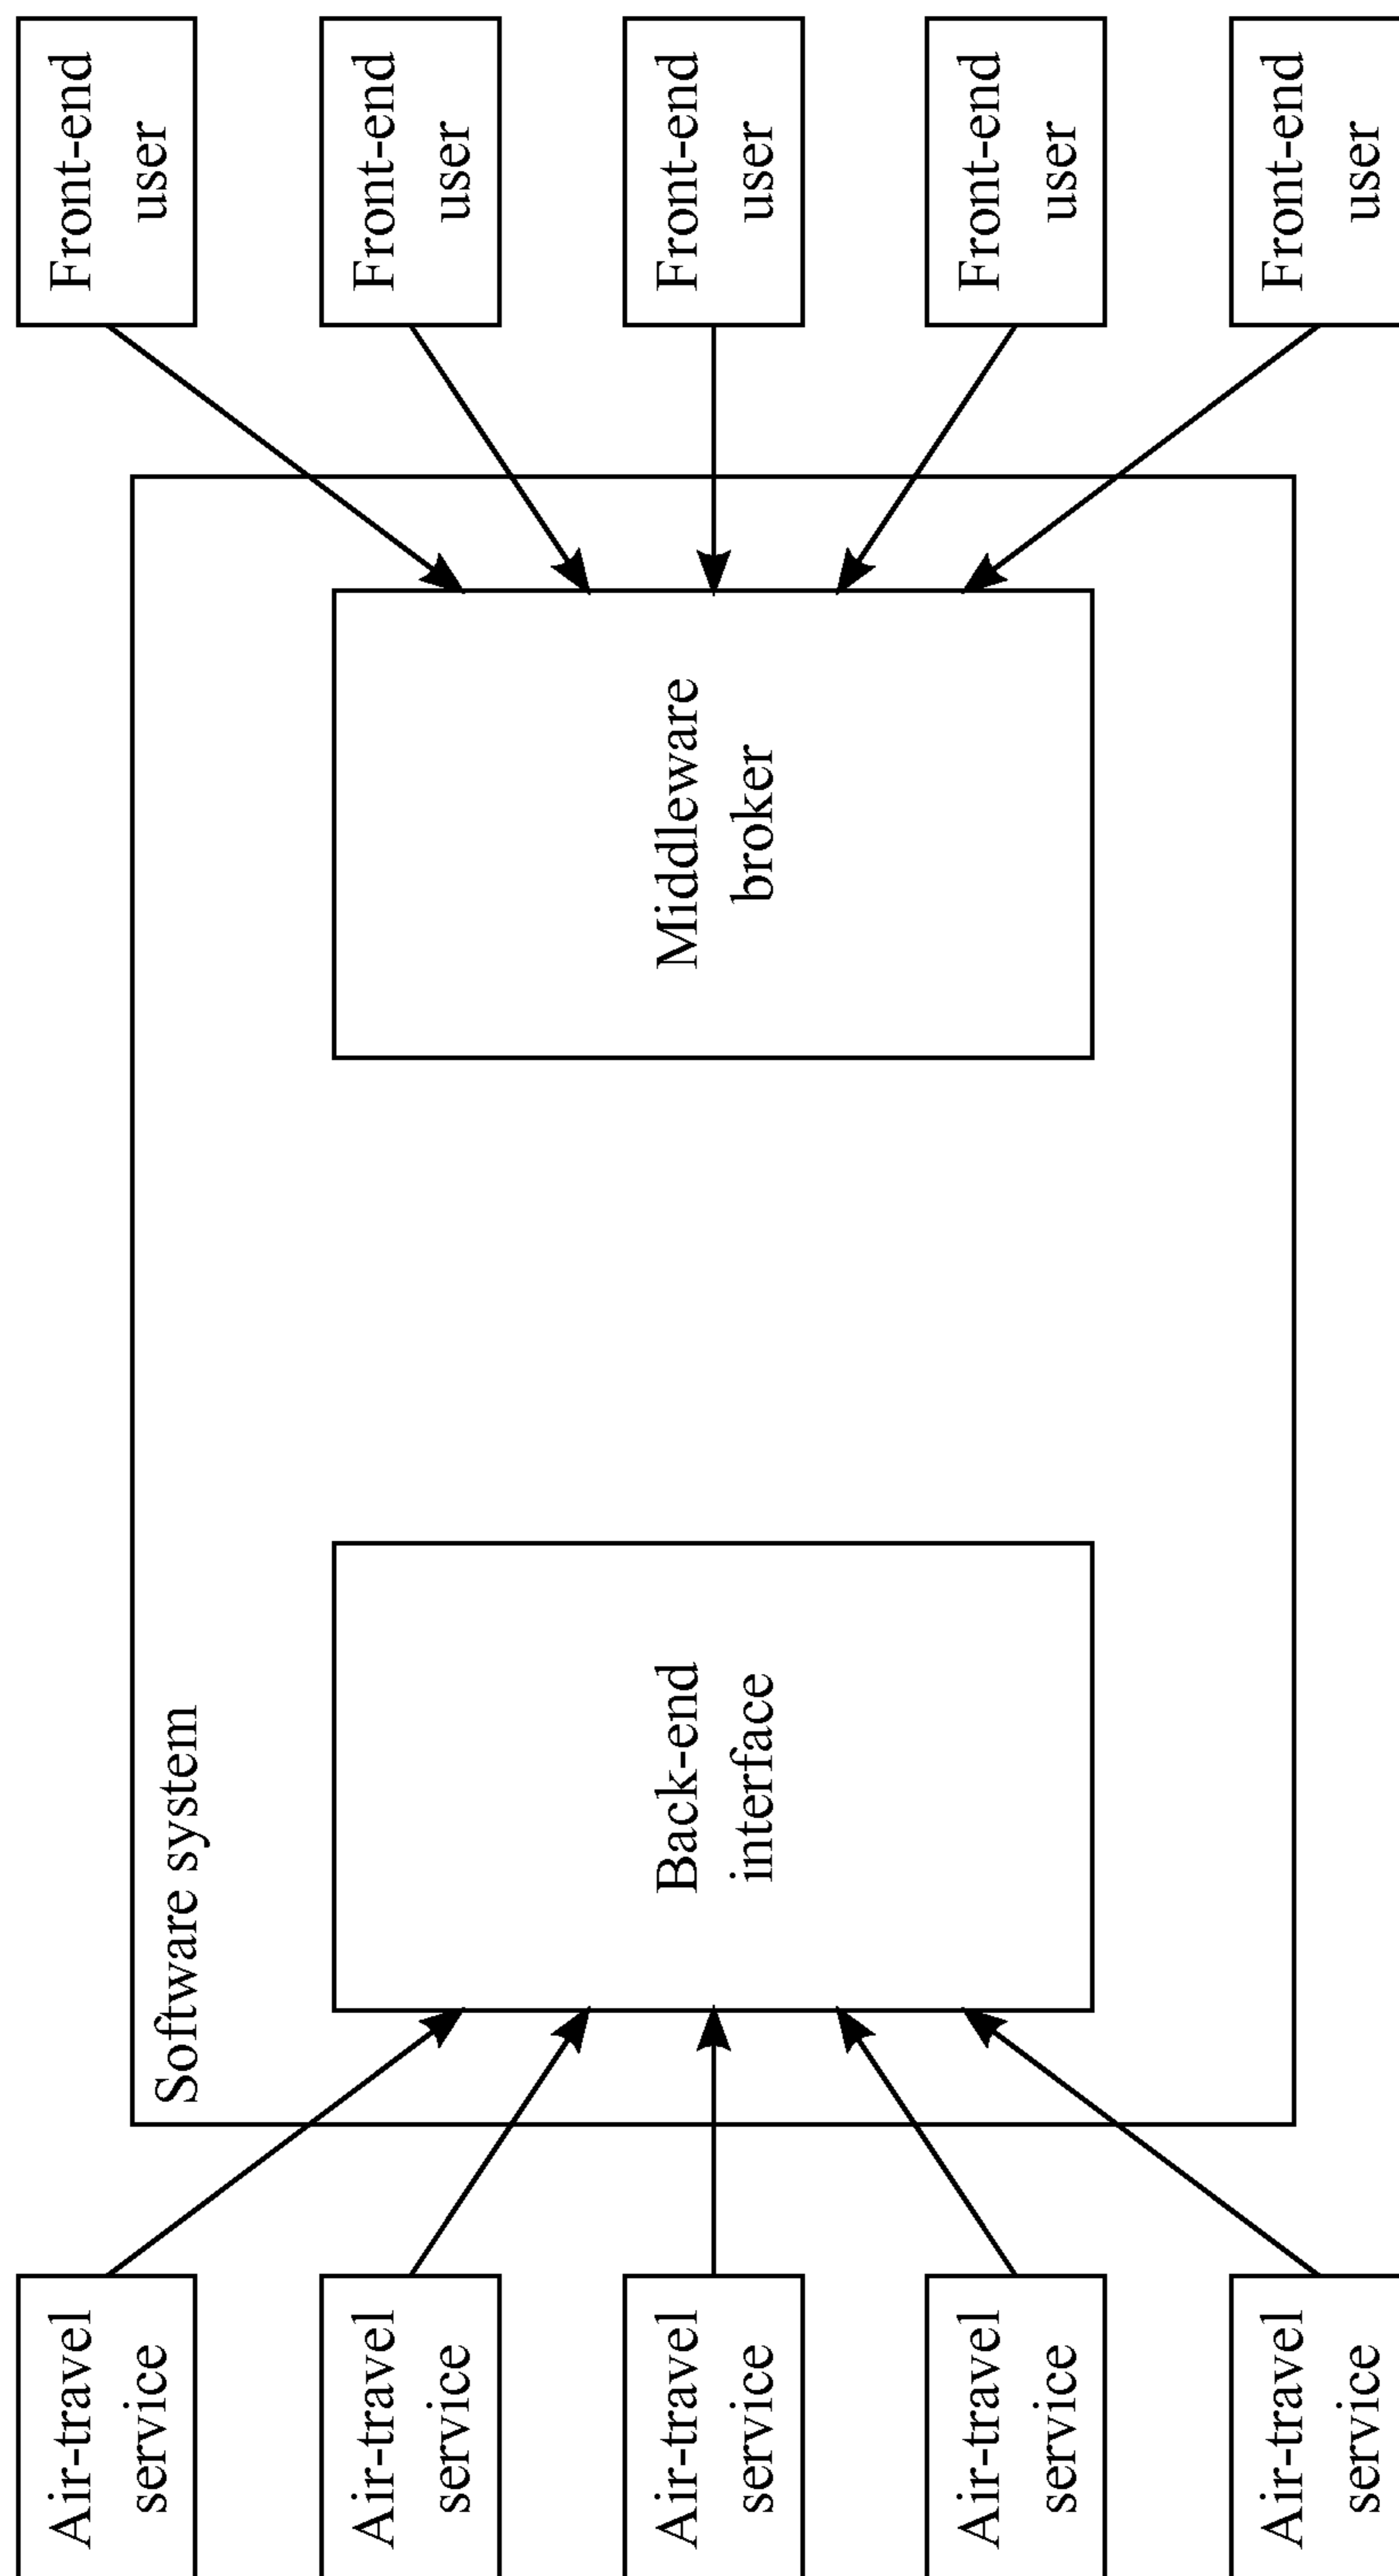 Front-end
user
Front-end
user
Front-end
user
Front-end
user
Front-end
user
Middleware
broker
Software system
Back-end
interface
Air-travel
service
Air-travel
service
Air-travel
service
Air-travel
service
Air-travel
service